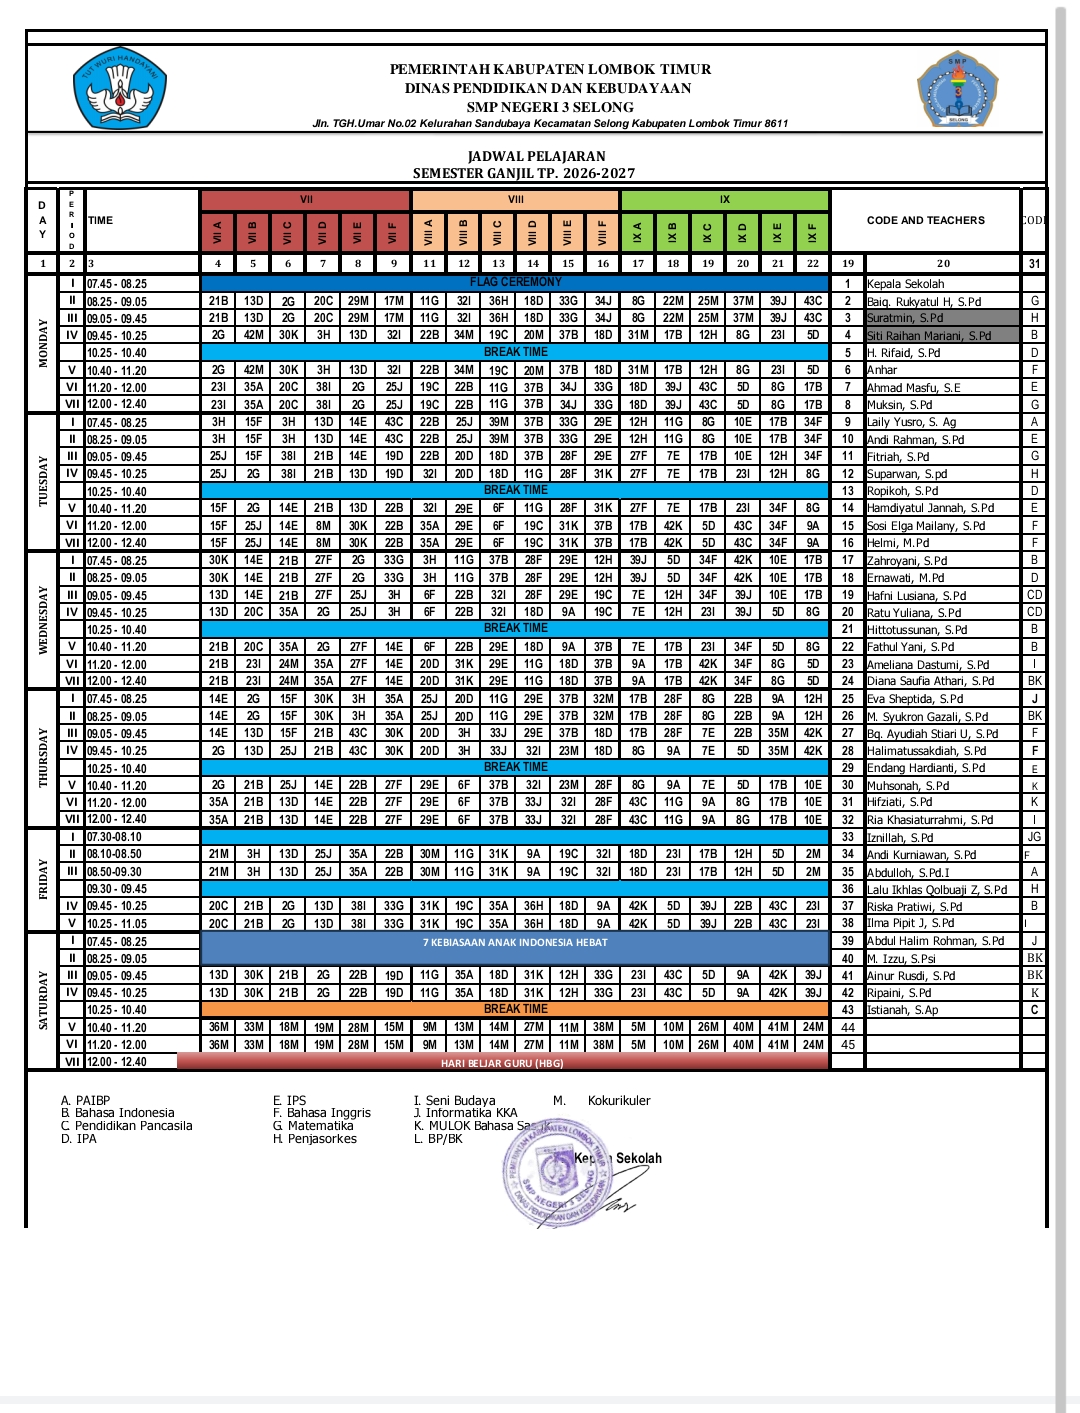 TUT WURI HANDAYANI
SMP
SELONG
PEMERINTAH KABUPATEN LOMBOK TIMUR
DINAS PENDIDIKAN DAN KEBUDAYAAN
SMP NEGERI 3 SELONG
Jln. TGH.Umar No.02 Kelurahan Sandubaya Kecamatan Selong Kabupaten Lombok Timur 8611
JADWAL PELAJARAN
SEMESTER GANJIL TP. 2026-2027
DAY PERIOD TIME VII VIII IX CODE AND TEACHERS CODE
VII A VII B VII C VII D VII E VII F VIII A VIII B VIII C VIII D VIII E VIII F IX A IX B IX C IX D IX E IX F
1 2 3 4 5 6 7 8 9 11 12 13 14 15 16 17 18 19 20 21 22 19 20 31
MONDAY
I 07.45 - 08.25 FLAG CEREMONY 1 Kepala Sekolah
II 08.25 - 09.05 21B 13D 2G 20C 29M 17M 11G 32I 36H 18D 33G 34J 8G 22M 25M 37M 39J 43C 2 Baiq. Rukyatul H, S.Pd G
III 09.05 - 09.45 21B 13D 2G 20C 29M 17M 11G 32I 36H 18D 33G 34J 8G 22M 25M 37M 39J 43C 3 Suratmin, S.Pd H
IV 09.45 - 10.25 2G 42M 30K 3H 13D 32I 22B 34M 19C 20M 37B 18D 31M 17B 12H 8G 23I 5D 4 Siti Raihan Mariani, S.Pd B
10.25 - 10.40 BREAK TIME 5 H. Rifaid, S.Pd D
V 10.40 - 11.20 2G 42M 30K 3H 13D 32I 22B 34M 19C 20M 37B 18D 31M 17B 12H 8G 23I 5D 6 Anhar F
VI 11.20 - 12.00 23I 35A 20C 38I 2G 25J 19C 22B 11G 37B 34J 33G 18D 39J 43C 5D 8G 17B 7 Ahmad Masfu, S.E E
VII 12.00 - 12.40 23I 35A 20C 38I 2G 25J 19C 22B 11G 37B 34J 33G 18D 39J 43C 5D 8G 17B 8 Muksin, S.Pd G
TUESDAY
I 07.45 - 08.25 3H 15F 3H 13D 14E 43C 22B 25J 39M 37B 33G 29E 12H 11G 8G 10E 17B 34F 9 Laily Yusro, S. Ag A
II 08.25 - 09.05 3H 15F 3H 13D 14E 43C 22B 25J 39M 37B 33G 29E 12H 11G 8G 10E 17B 34F 10 Andi Rahman, S.Pd E
III 09.05 - 09.45 25J 15F 38I 21B 14E 19D 22B 20D 18D 37B 28F 29E 27F 7E 17B 10E 12H 34F 11 Fitriah, S.Pd G
IV 09.45 - 10.25 25J 2G 38I 21B 13D 19D 32I 20D 18D 11G 28F 31K 27F 7E 17B 23I 12H 8G 12 Suparwan, S.pd H
10.25 - 10.40 BREAK TIME 13 Ropikoh, S.Pd D
V 10.40 - 11.20 15F 2G 14E 21B 13D 22B 32I 29E 6F 11G 28F 31K 27F 7E 17B 23I 34F 8G 14 Hamdiyatul Jannah, S.Pd E
VI 11.20 - 12.00 15F 25J 14E 8M 30K 22B 35A 29E 6F 19C 31K 37B 17B 42K 5D 43C 34F 9A 15 Sosi Elga Mailany, S.Pd F
VII 12.00 - 12.40 15F 25J 14E 8M 30K 22B 35A 29E 6F 19C 31K 37B 17B 42K 5D 43C 34F 9A 16 Helmi, M.Pd F
WEDNESDAY
I 07.45 - 08.25 30K 14E 21B 27F 2G 33G 3H 11G 37B 28F 29E 12H 39J 5D 34F 42K 10E 17B 17 Zahroyani, S.Pd B
II 08.25 - 09.05 30K 14E 21B 27F 2G 33G 3H 11G 37B 28F 29E 12H 39J 5D 34F 42K 10E 17B 18 Ernawati, M.Pd D
III 09.05 - 09.45 13D 14E 21B 27F 25J 3H 6F 22B 32I 28F 29E 19C 7E 12H 34F 39J 10E 17B 19 Hafni Lusiana, S.Pd CD
IV 09.45 - 10.25 13D 20C 35A 2G 25J 3H 6F 22B 32I 18D 9A 19C 7E 12H 23I 39J 5D 8G 20 Ratu Yuliana, S.Pd CD
10.25 - 10.40 BREAK TIME 21 Hittotussunan, S.Pd B
V 10.40 - 11.20 21B 20C 35A 2G 27F 14E 6F 22B 29E 18D 9A 37B 7E 17B 23I 34F 5D 8G 22 Fathul Yani, S.Pd B
VI 11.20 - 12.00 21B 23I 24M 35A 27F 14E 20D 31K 29E 11G 18D 37B 9A 17B 42K 34F 8G 5D 23 Ameliana Dastumi, S.Pd I
VII 12.00 - 12.40 21B 23I 24M 35A 27F 14E 20D 31K 29E 11G 18D 37B 9A 17B 42K 34F 8G 5D 24 Diana Saufia Athari, S.Pd BK
THURSDAY
I 07.45 - 08.25 14E 2G 15F 30K 3H 35A 25J 20D 11G 29E 37B 32M 17B 28F 8G 22B 9A 12H 25 Eva Sheptida, S.Pd J
II 08.25 - 09.05 14E 2G 15F 30K 3H 35A 25J 20D 11G 29E 37B 32M 17B 28F 8G 22B 9A 12H 26 M. Syukron Gazali, S.Pd BK
III 09.05 - 09.45 14E 13D 15F 21B 43C 30K 20D 3H 33J 29E 37B 18D 17B 28F 7E 22B 35M 42K 27 Bq. Ayudiah Stiari U, S.Pd F
IV 09.45 - 10.25 2G 13D 25J 21B 43C 30K 20D 3H 33J 32I 23M 18D 8G 9A 7E 5D 35M 42K 28 Halimatussakdiah, S.Pd F
10.25 - 10.40 BREAK TIME 29 Endang Hardianti, S.Pd E
V 10.40 - 11.20 2G 21B 25J 14E 22B 27F 29E 6F 37B 32I 23M 28F 8G 9A 7E 5D 17B 10E 30 Muhsonah, S.Pd K
VI 11.20 - 12.00 35A 21B 13D 14E 22B 27F 29E 6F 37B 33J 32I 28F 43C 11G 9A 8G 17B 10E 31 Hifziati, S.Pd K
VII 12.00 - 12.40 35A 21B 13D 14E 22B 27F 29E 6F 37B 33J 32I 28F 43C 11G 9A 8G 17B 10E 32 Ria Khasiaturrahmi, S.Pd I
FRIDAY
I 07.30-08.10 33 Iznillah, S.Pd JG
II 08.10-08.50 21M 3H 13D 25J 35A 22B 30M 11G 31K 9A 19C 32I 18D 23I 17B 12H 5D 2M 34 Andi Kurniawan, S.Pd F
III 08.50-09.30 21M 3H 13D 25J 35A 22B 30M 11G 31K 9A 19C 32I 18D 23I 17B 12H 5D 2M 35 Abdulloh, S.Pd.I A
09.30 - 09.45 36 Lalu Ikhlas Qolbuaji Z, S.Pd H
IV 09.45 - 10.25 20C 21B 2G 13D 38I 33G 31K 19C 35A 36H 18D 9A 42K 5D 39J 22B 43C 23I 37 Riska Pratiwi, S.Pd B
V 10.25 - 11.05 20C 21B 2G 13D 38I 33G 31K 19C 35A 36H 18D 9A 42K 5D 39J 22B 43C 23I 38 Ilma Pipit J, S.Pd I
SATURDAY
I 07.45 - 08.25 7 KEBIASAAN ANAK INDONESIA HEBAT 39 Abdul Halim Rohman, S.Pd J
II 08.25 - 09.05 40 M. Izzu, S.Psi BK
III 09.05 - 09.45 13D 30K 21B 2G 22B 19D 11G 35A 18D 31K 12H 33G 23I 43C 5D 9A 42K 39J 41 Ainur Rusdi, S.Pd BK
IV 09.45 - 10.25 13D 30K 21B 2G 22B 19D 11G 35A 18D 31K 12H 33G 23I 43C 5D 9A 42K 39J 42 Ripaini, S.Pd K
10.25 - 10.40 BREAK TIME 43 Istianah, S.Ap C
V 10.40 - 11.20 36M 33M 18M 19M 28M 15M 9M 13M 14M 27M 11M 38M 5M 10M 26M 40M 41M 24M 44
VI 11.20 - 12.00 36M 33M 18M 19M 28M 15M 9M 13M 14M 27M 11M 38M 5M 10M 26M 40M 41M 24M 45
VII 12.00 - 12.40 HARI BELJAR GURU (HBG)
A. PAIBP E. IPS I. Seni Budaya M. Kokurikuler
B. Bahasa Indonesia F. Bahasa Inggris J. Informatika KKA
C. Pendidikan Pancasila G. Matematika K. MULOK Bahasa Sasak
D. IPA H. Penjasorkes L. BP/BK
Kepala Sekolah
PEMERINTAH KABUPATEN LOMBOK TIMUR
SMP NEGERI 3 SELONG
DINAS PENDIDIKAN DAN KEBUDAYAAN